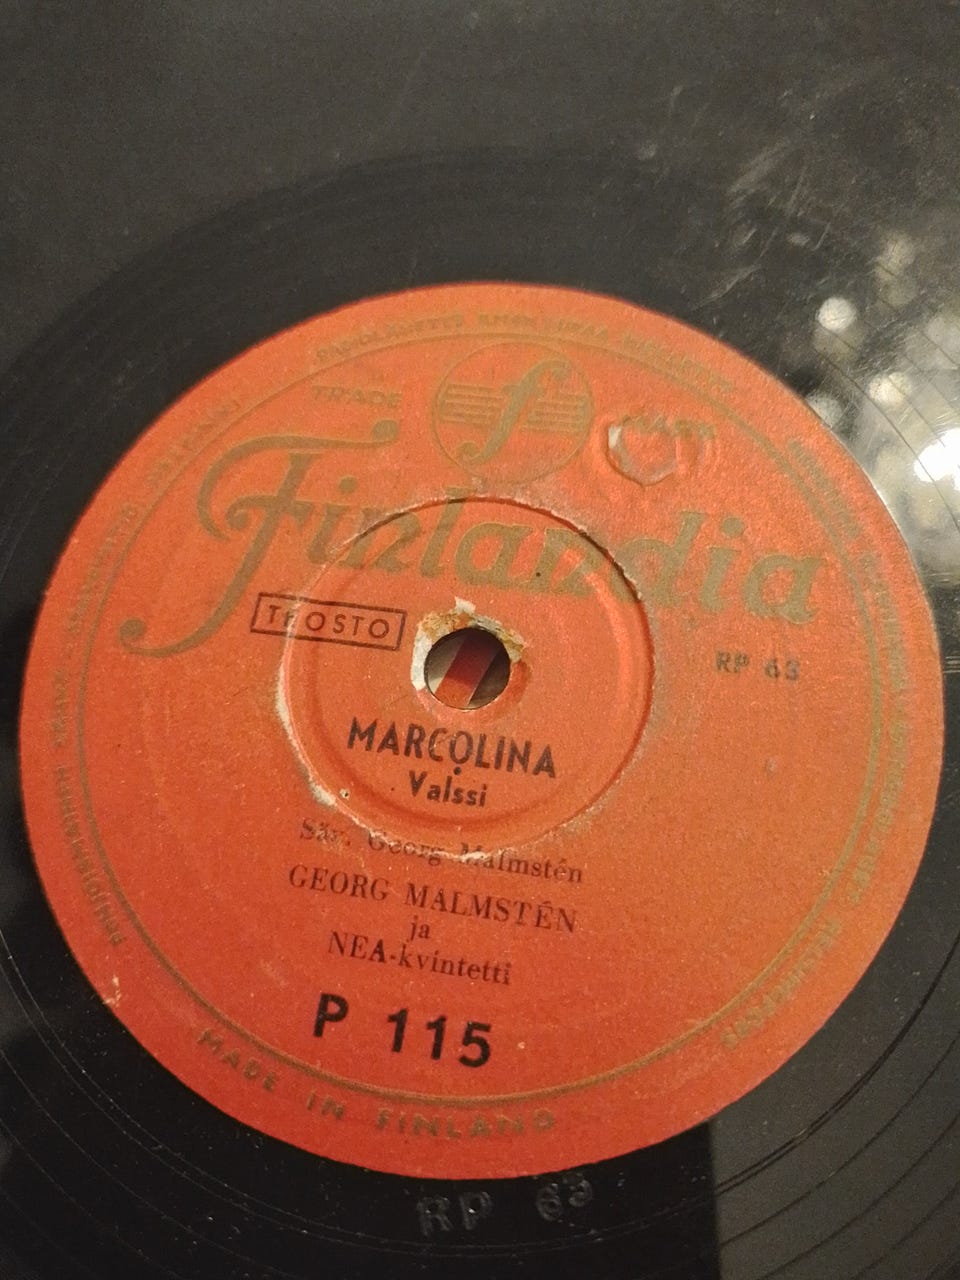 TRADE
f
Finlandia
TEOSTO
RP 63
MARCOLINA
Valssi
Säv. Georg Malmstén
GEORG MALMSTÉN
ja
NEA-kvintetti
P 115
MADE IN FINLAND
RP 63